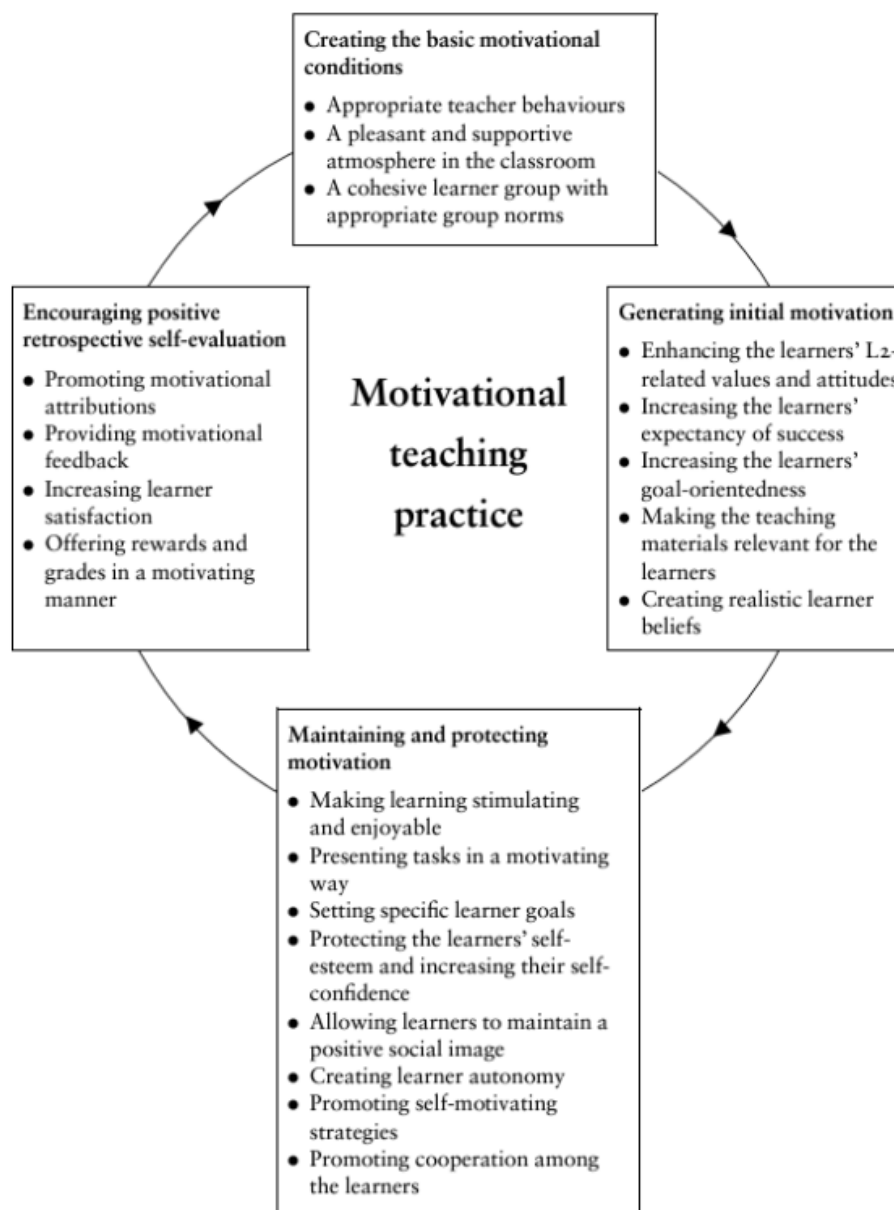 Creating the basic motivational
conditions
● Appropriate teacher behaviours
● A pleasant and supportive
atmosphere in the classroom
● A cohesive learner group with
appropriate group norms
Encouraging positive
retrospective self-evaluation
● Promoting motivational
attributions
● Providing motivational
feedback
● Increasing learner
satisfaction
● Offering rewards and
grades in a motivating
manner
Motivational
teaching
practice
Generating initial motivation
● Enhancing the learners' L2-
related values and attitudes
● Increasing the learners'
expectancy of success
● Increasing the learners'
goal-orientedness
● Making the teaching
materials relevant for the
learners
● Creating realistic learner
beliefs
Maintaining and protecting
motivation
● Making learning stimulating
and enjoyable
● Presenting tasks in a motivating
way
● Setting specific learner goals
● Protecting the learners' self-
esteem and increasing their self-
confidence
● Allowing learners to maintain a
positive social image
● Creating learner autonomy
● Promoting self-motivating
strategies
● Promoting cooperation among
the learners